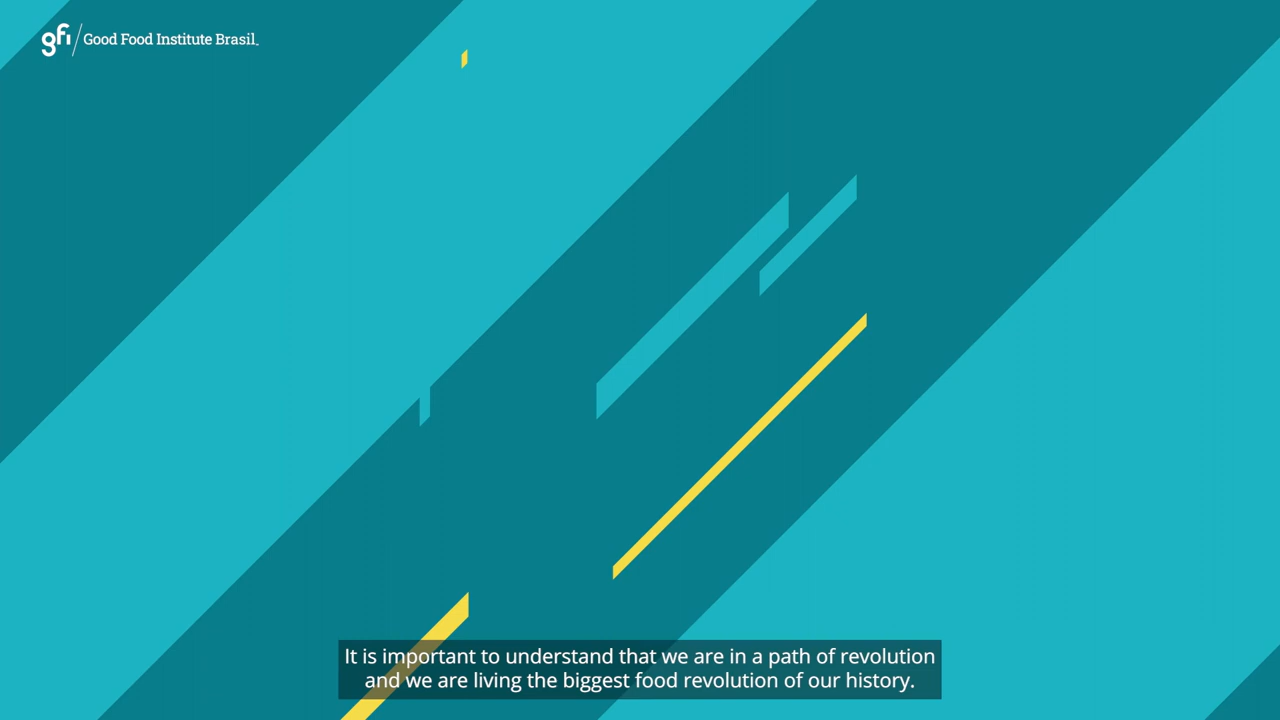 gfi Good Food Institute Brasil.
It is important to understand that we are in a path of revolution
and we are living the biggest food revolution of our history.